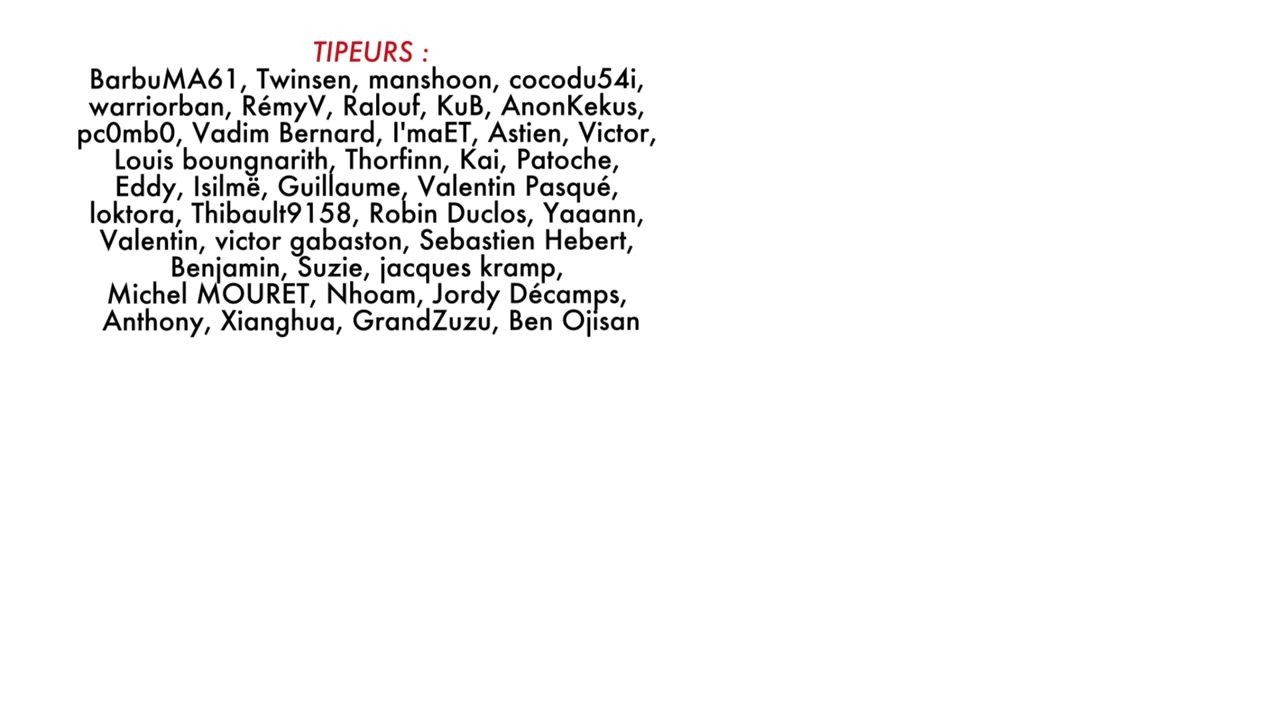 TIPEURS :
BarbuMA61, Twinsen, manshoon, cocodu54i,
warriorban, RémyV, Ralouf, KuB, AnonKekus,
pc0mb0, Vadim Bernard, I'maET, Astien, Victor,
Louis boungnarith, Thorfinn, Kai, Patoche,
Eddy, Isilmë, Guillaume, Valentin Pasqué,
loktora, Thibault9158, Robin Duclos, Yaaann,
Valentin, victor gabaston, Sebastien Hebert,
Benjamin, Suzie, jacques kramp,
Michel MOURET, Nhoam, Jordy Décamps,
Anthony, Xianghua, GrandZuzu, Ben Ojisan